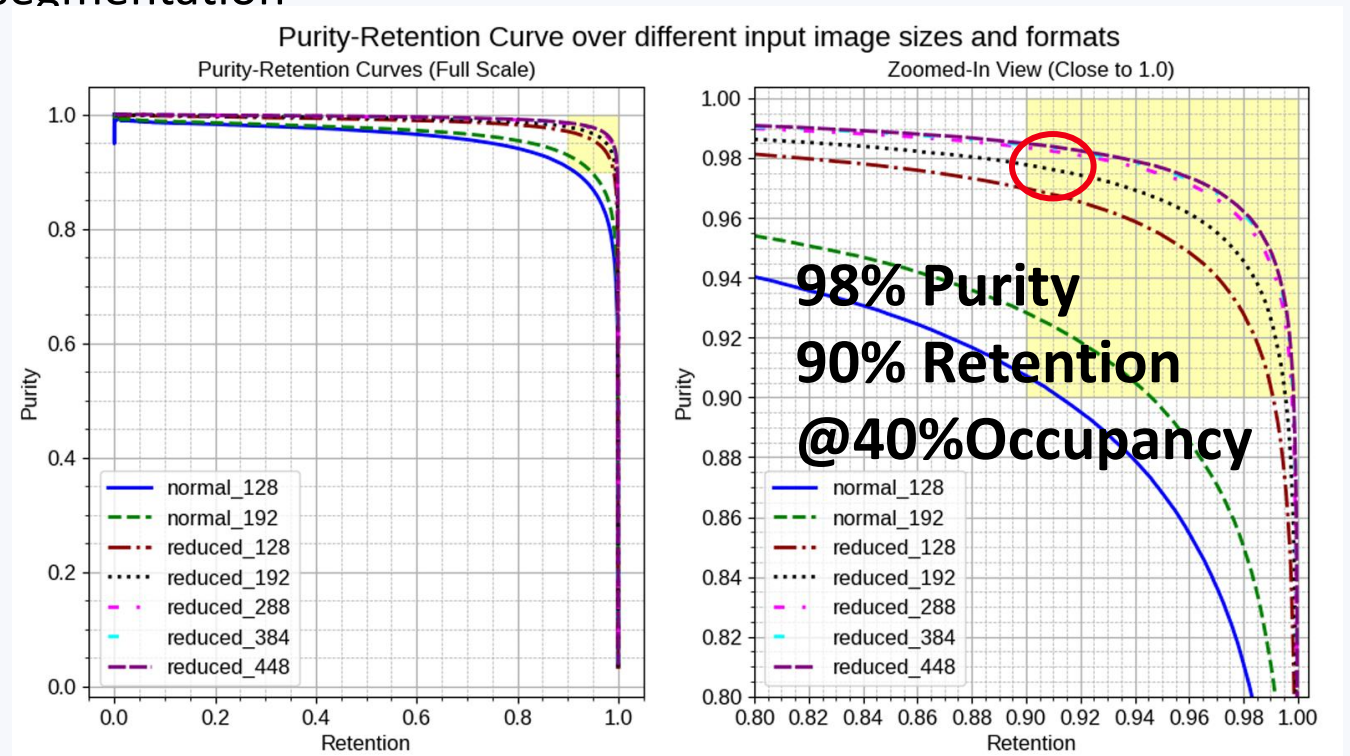 segmentation
Purity-Retention Curve over different input image sizes and formats
Purity-Retention Curves (Full Scale)
1.0
0.8
0.6
0.4
0.2
0.0
Purity
normal_128
normal_192
reduced_128
reduced_192
reduced_288
reduced_384
reduced_448
0.0 0.2 0.4 0.6 0.8 1.0
Retention
Zoomed-In View (Close to 1.0)
1.00
0.98
0.96
0.94
0.92
0.90
0.88
0.86
0.84
0.82
0.80
Purity
98% Purity
90% Retention
@40%Occupancy
normal_128
normal_192
reduced_128
reduced_192
reduced_288
reduced_384
reduced_448
0.80 0.82 0.84 0.86 0.88 0.90 0.92 0.94 0.96 0.98 1.00
Retention